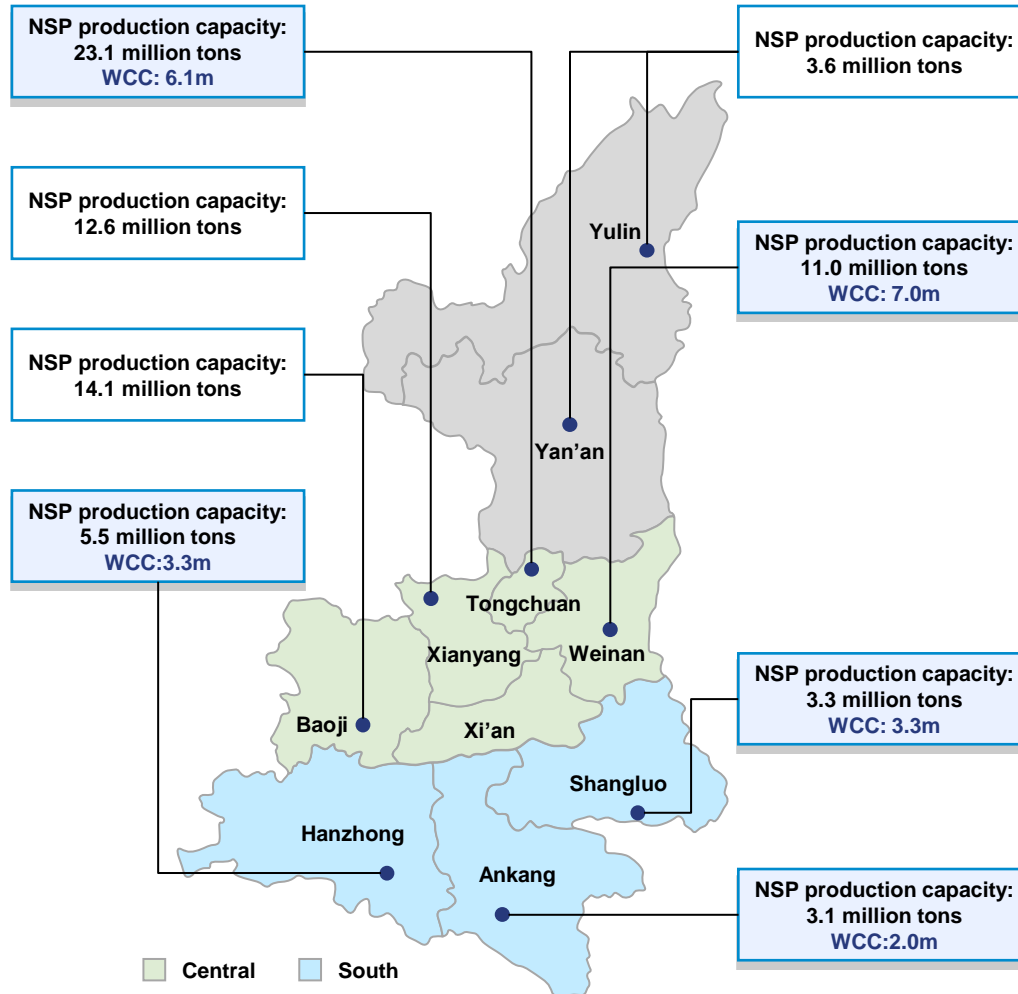 NSP production capacity:
23.1 million tons
WCC: 6.1m
NSP production capacity:
3.6 million tons
NSP production capacity:
12.6 million tons
Yulin
NSP production capacity:
11.0 million tons
WCC: 7.0m
NSP production capacity:
14.1 million tons
Yan’an
NSP production capacity:
5.5 million tons
WCC:3.3m
Tongchuan
Xianyang
Weinan
NSP production capacity:
3.3 million tons
WCC: 3.3m
Baoji
Xi’an
Shangluo
Hanzhong
Ankang
NSP production capacity:
3.1 million tons
WCC:2.0m
Central
South